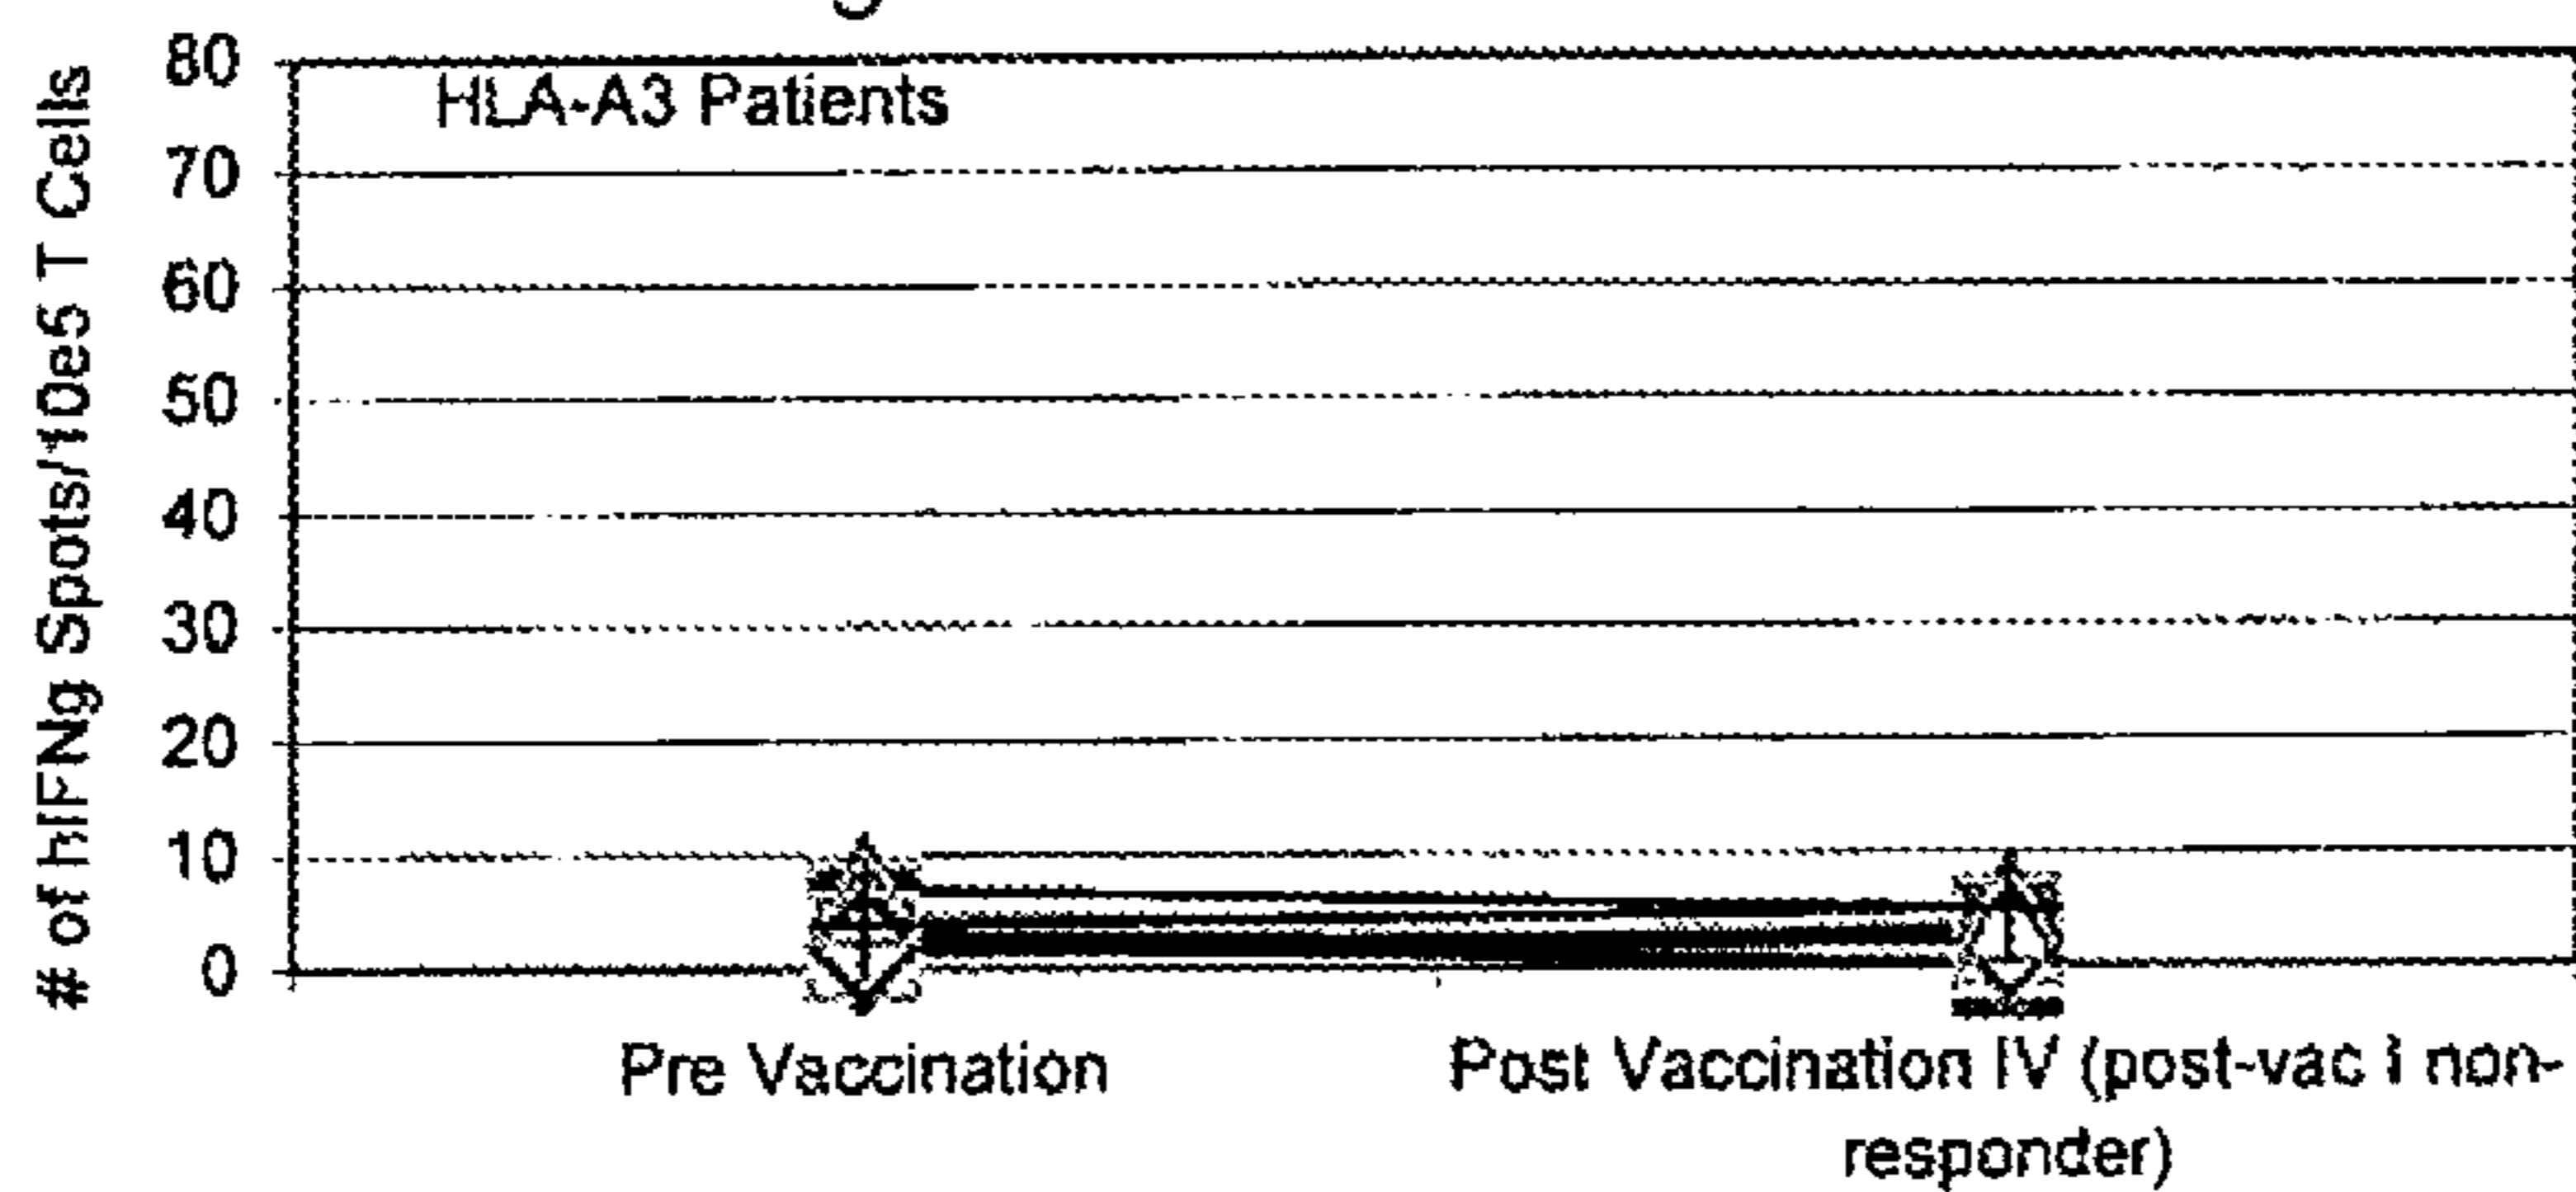 HLA-A3 Patients
# of hIFNg Spots/10e5 T Cells
80
70
60
50
40
30
20
10
0
Pre Vaccination
Post Vaccination IV (post-vac I non-
responder)